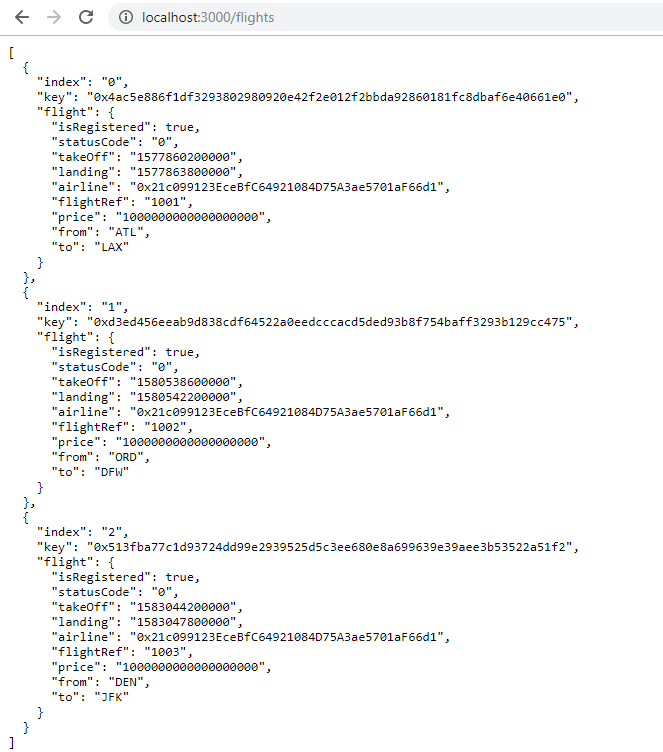 localhost:3000/flights
[
  {
    "index": "0",
    "key": "0x4ac5e886f1df3293802980920e42f2e012f2bbda92860181fc8dbaf6e40661e0",
    "flight": {
      "isRegistered": true,
      "statusCode": "0",
      "takeOff": "1577860200000",
      "landing": "1577863800000",
      "airline": "0x21c099123EceBfC64921084D75A3ae5701aF66d1",
      "flightRef": "1001",
      "price": "1000000000000000000",
      "from": "ATL",
      "to": "LAX"
    }
  },
  {
    "index": "1",
    "key": "0xd3ed456eeab9d838cdf64522a0eedcccacd5ded93b8f754baff3293b129cc475",
    "flight": {
      "isRegistered": true,
      "statusCode": "0",
      "takeOff": "1580538600000",
      "landing": "1580542200000",
      "airline": "0x21c099123EceBfC64921084D75A3ae5701aF66d1",
      "flightRef": "1002",
      "price": "1000000000000000000",
      "from": "ORD",
      "to": "DFW"
    }
  },
  {
    "index": "2",
    "key": "0x513fba77c1d93724dd99e2939525d5c3ee680e8a699639e39aee3b53522a51f2",
    "flight": {
      "isRegistered": true,
      "statusCode": "0",
      "takeOff": "1583044200000",
      "landing": "1583047800000",
      "airline": "0x21c099123EceBfC64921084D75A3ae5701aF66d1",
      "flightRef": "1003",
      "price": "1000000000000000000",
      "from": "DEN",
      "to": "JFK"
    }
  }
]